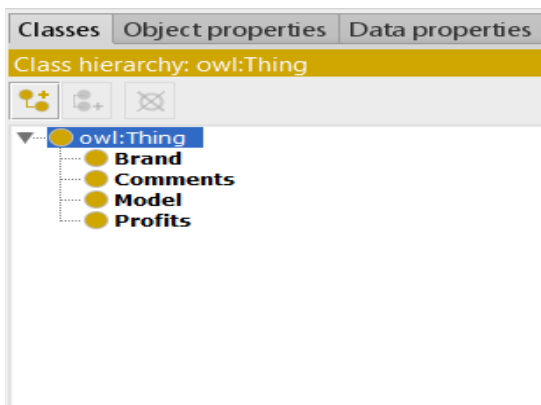 Classes Object properties Data properties
Class hierarchy: owl:Thing
owl:Thing
Brand
Comments
Model
Profits